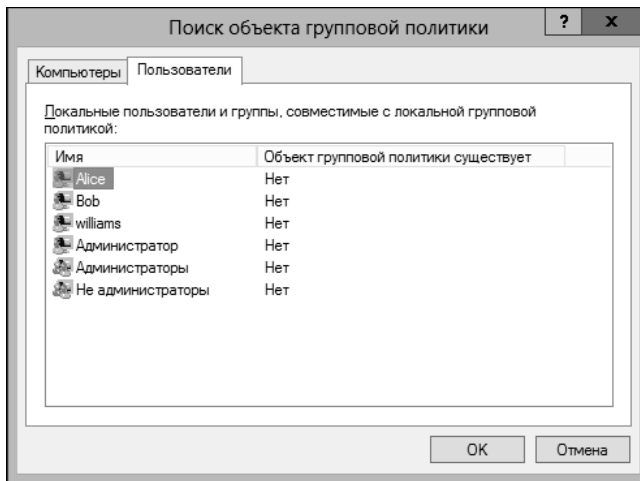 Поиск объекта групповой политики
? x
Компьютеры Пользователи
Локальные пользователи и группы, совместимые с локальной групповой
политикой:
Имя Объект групповой политики существует
Alice Нет
Bob Нет
williams Нет
Администратор Нет
Администраторы Нет
Не администраторы Нет
OK Отмена